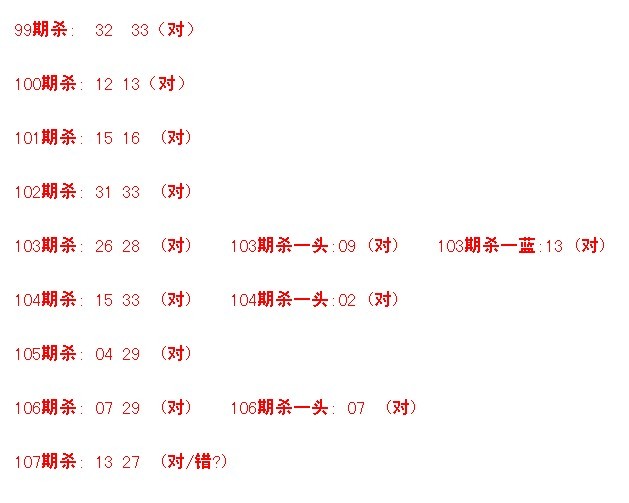 99期杀: 32 33（对）
100期杀: 12 13（对）
101期杀: 15 16 （对）
102期杀: 31 33 （对）
103期杀: 26 28 （对） 103期杀一头:09（对） 103期杀一蓝:13（对）
104期杀: 15 33 （对） 104期杀一头:02（对）
105期杀: 04 29 （对）
106期杀: 07 29 （对） 106期杀一头: 07 （对）
107期杀: 13 27 （对/错?）